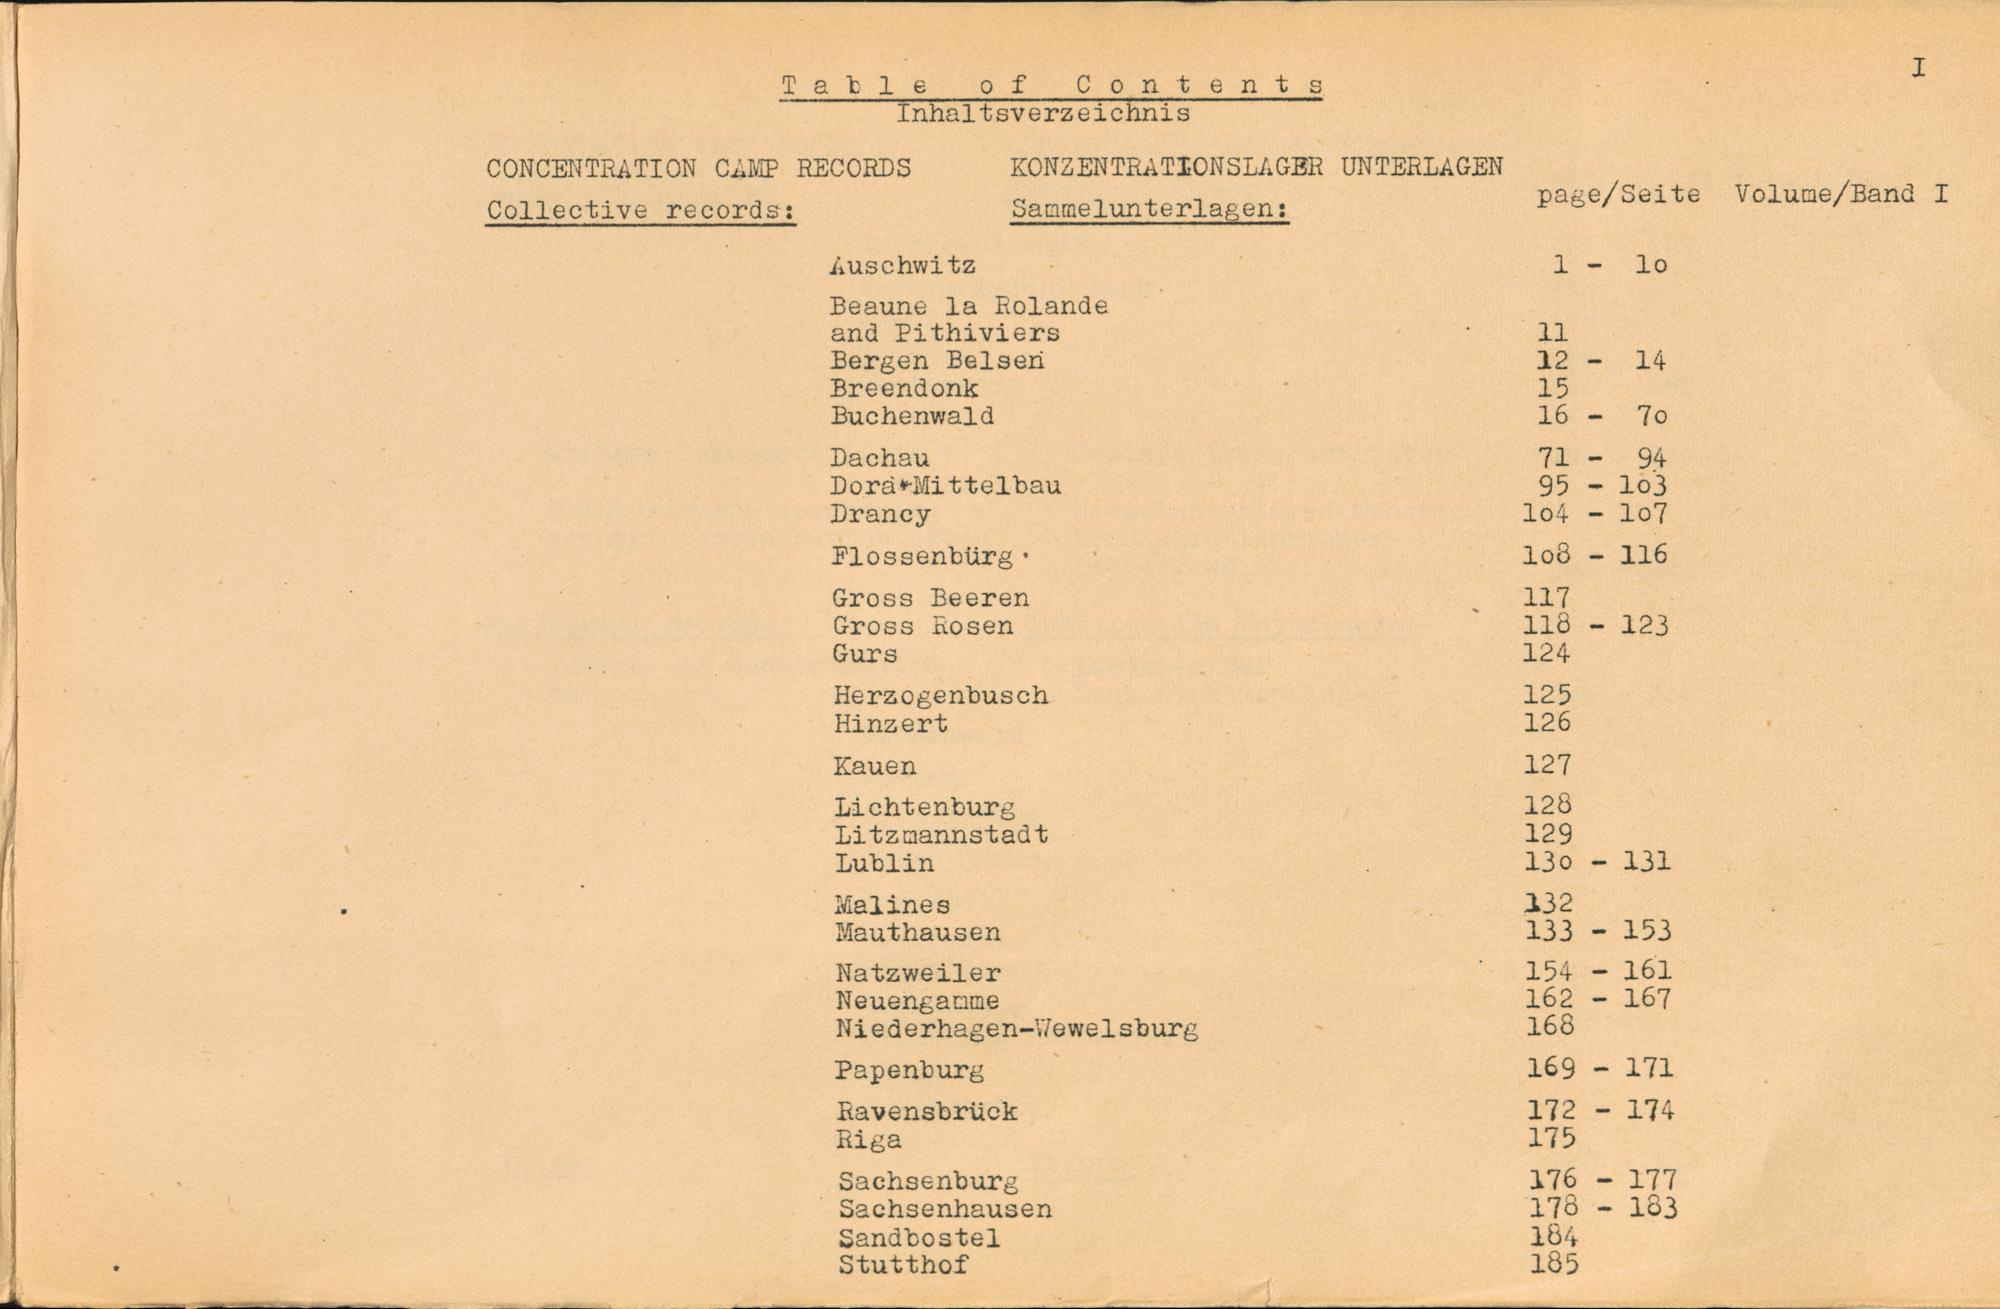 I
Table of Contents
Inhaltsverzeichnis
CONCENTRATION CAMP RECORDS KONZENTRATIONSLAGER UNTERLAGEN
page/Seite Volume/Band I
Collective records: Sammelunterlagen:
Auschwitz 1 - 1o
Beaune la Rolande
and Pithiviers 11
Bergen Belsen 12 - 14
Breendonk 15
Buchenwald 16 - 7o
Dachau 71 - 94
Dora-Mittelbau 95 - 1o3
Drancy 1o4 - 1o7
Flossenbürg 1o8 - 116
Gross Beeren 117
Gross Rosen 118 - 123
Gurs 124
Herzogenbusch 125
Hinzert 126
Kauen 127
Lichtenburg 128
Litzmannstadt 129
Lublin 13o - 131
Malines 132
Mauthausen 133 - 153
Natzweiler 154 - 161
Neuengamme 162 - 167
Niederhagen-Wewelsburg 168
Papenburg 169 - 171
Ravensbrück 172 - 174
Riga 175
Sachsenburg 176 - 177
Sachsenhausen 178 - 183
Sandbostel 184
Stutthof 185